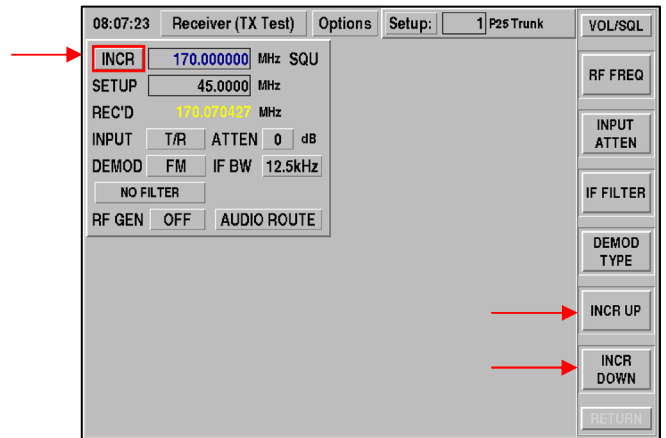 08:07:23 Receiver (TX Test) Options Setup: 1 P25 Trunk
INCR 170.000000 MHz SQU
SETUP 45.0000 MHz
REC'D 170.070427 MHz
INPUT T/R ATTEN 0 dB
DEMOD FM IF BW 12.5kHz
NO FILTER
RF GEN OFF AUDIO ROUTE
VOL/SQL
RF FREQ
INPUT
ATTEN
IF FILTER
DEMOD
TYPE
INCR UP
INCR
DOWN
RETURN